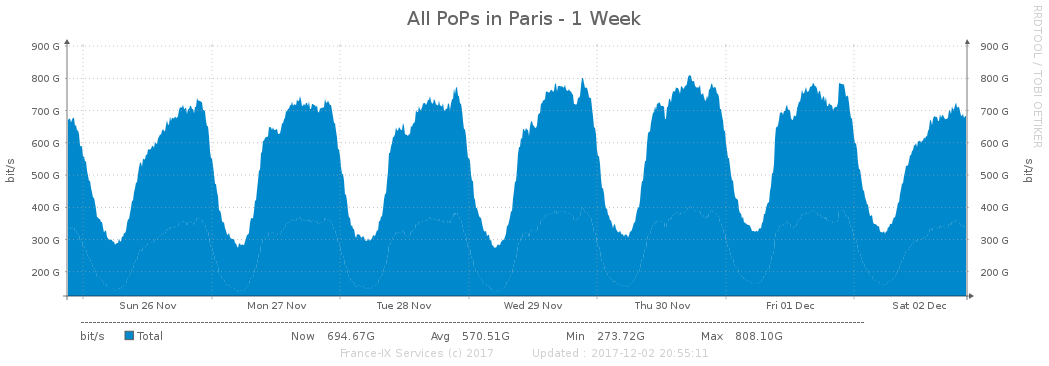 All PoPs in Paris - 1 Week
RRDTOOL / TOBI OETIKER
900 G 900 G
800 G 800 G
700 G 700 G
600 G 600 G
500 G 500 G
400 G 400 G
300 G 300 G
200 G 200 G
bit/s bit/s
Sun 26 Nov Mon 27 Nov Tue 28 Nov Wed 29 Nov Thu 30 Nov Fri 01 Dec Sat 02 Dec
bit/s Total Now 694.67G Avg 570.51G Min 273.72G Max 808.10G
France-IX Services (c) 2017 Updated : 2017-12-02 20:55:11